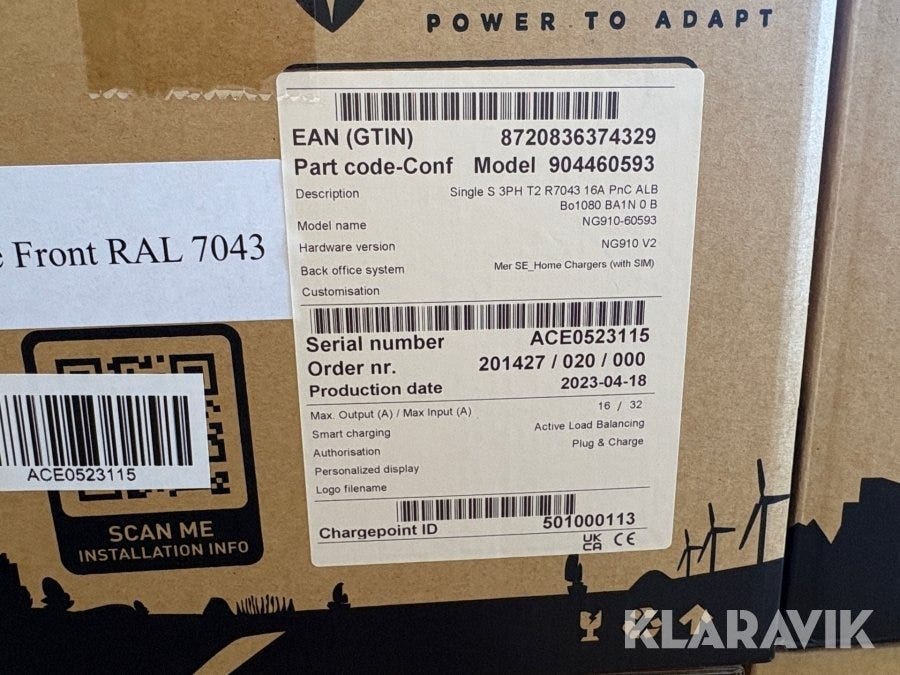 POWER TO ADAPT
EAN (GTIN) 8720836374329
Part code-Conf Model 904460593
Description Single S 3PH T2 R7043 16A PnC ALB
Bo1080 BA1N 0 B
Model name NG910-60593
Hardware version NG910 V2
Back office system Mer SE_Home Chargers (with SIM)
Customisation
Serial number ACE0523115
Order nr. 201427 / 020 / 000
Production date 2023-04-18
Max. Output (A) / Max Input (A) 16 / 32
Smart charging Active Load Balancing
Authorisation Plug & Charge
Personalized display
Logo filename
Chargepoint ID 501000113
UK
CA CE
Front RAL 7043
ACE0523115
SCAN ME
INSTALLATION INFO
KLARAVIK